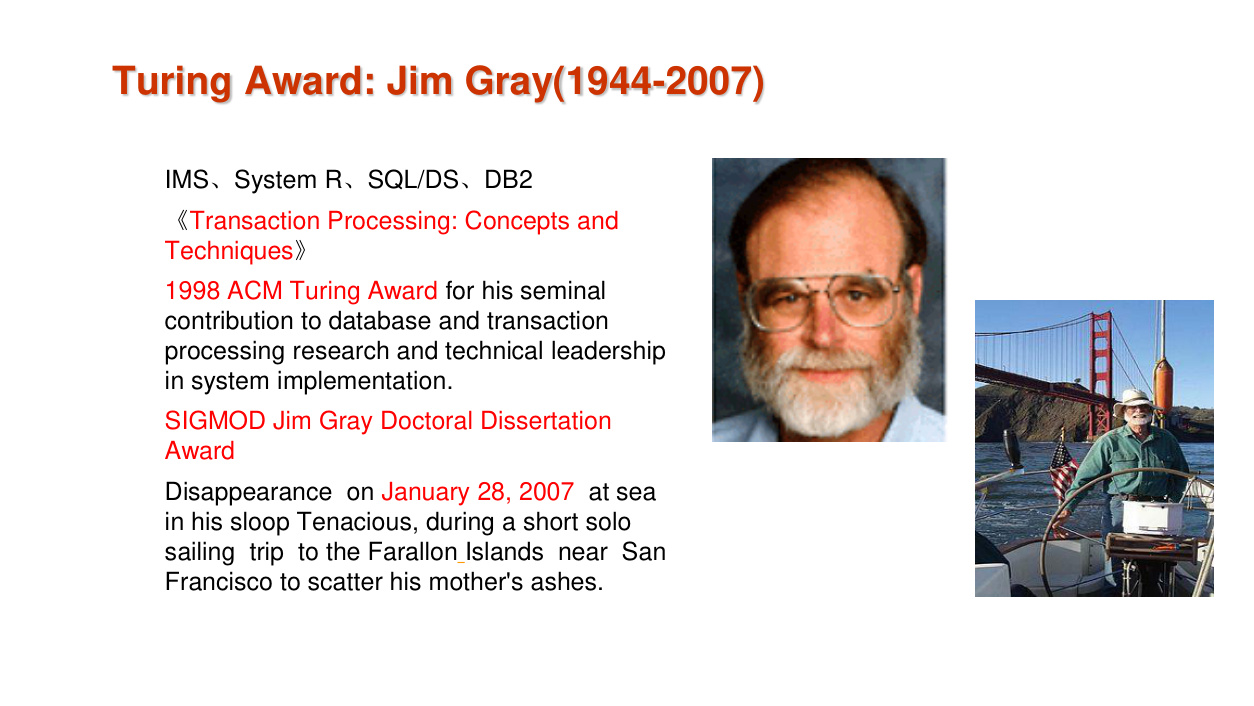 Turing Award: Jim Gray(1944-2007)
IMS、System R、SQL/DS、DB2
《Transaction Processing: Concepts and
Techniques》
1998 ACM Turing Award for his seminal
contribution to database and transaction
processing research and technical leadership
in system implementation.
SIGMOD Jim Gray Doctoral Dissertation
Award
Disappearance on January 28, 2007 at sea
in his sloop Tenacious, during a short solo
sailing trip to the Farallon Islands near San
Francisco to scatter his mother's ashes.